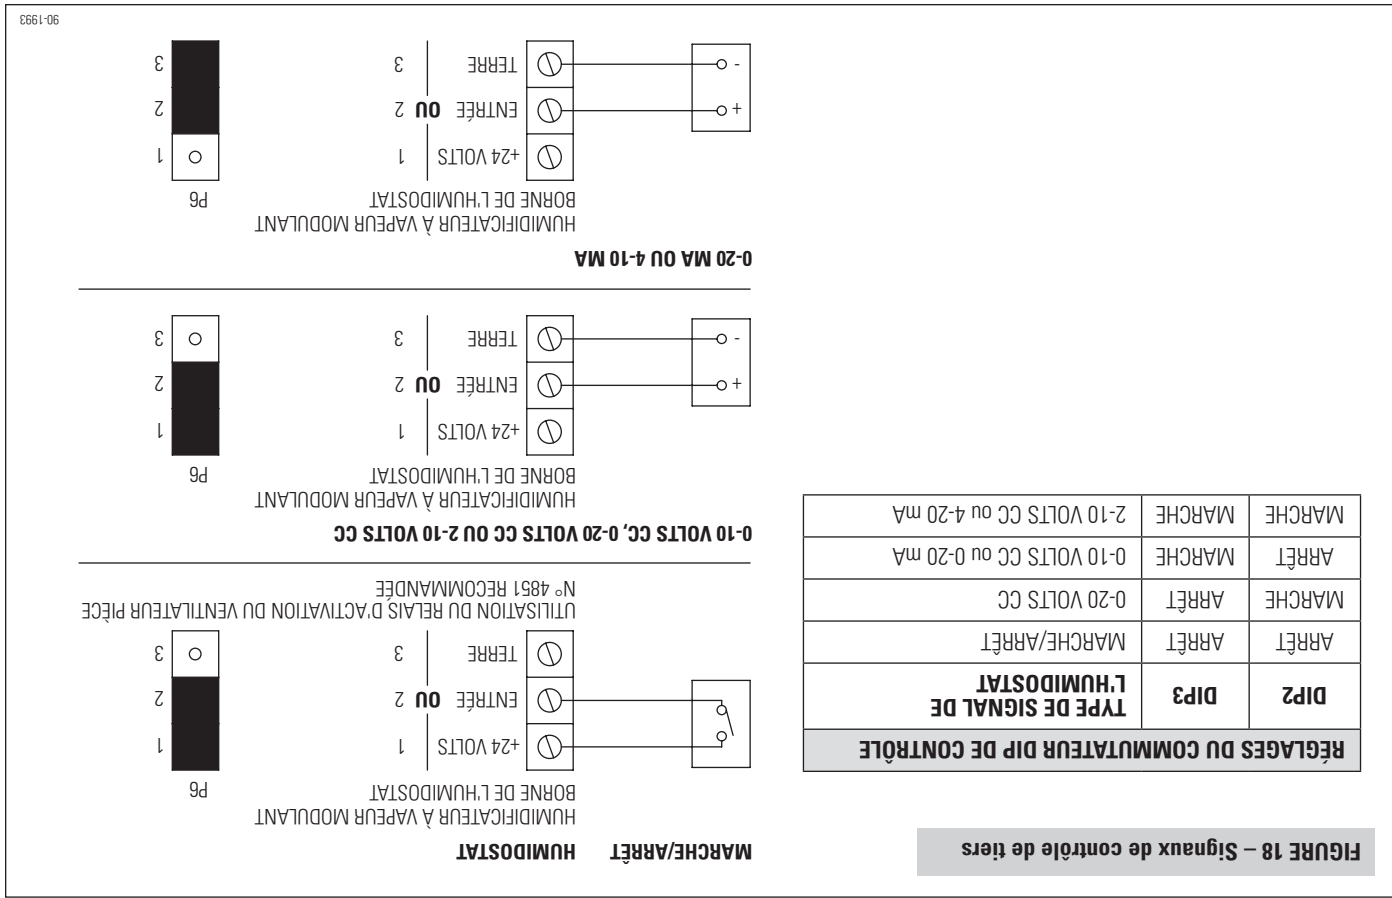 FIGURE 18 – Signaux de contrôle de tiers
RÉGLAGES DU COMMUTATEUR DIP DE CONTRÔLE
DIP2 DIP3 TYPE DE SIGNAL DE
L'HUMIDOSTAT
ARRÊT ARRÊT MARCHE/ARRÊT
MARCHE ARRÊT 0-20 VOLTS CC
ARRÊT MARCHE 0-10 VOLTS CC ou 0-20 mA
MARCHE MARCHE 2-10 VOLTS CC ou 4-20 mA
MARCHE/ARRÊT HUMIDOSTAT
HUMIDIFICATEUR À VAPEUR MODULANT
BORNE DE L'HUMIDOSTAT P6
+24 VOLTS 1 1
ENTRÉE 2 OU 2
TERRE 3 3
UTILISATION DU RELAIS D'ACTIVATION DU VENTILATEUR PIÈCE
N° 4851 RECOMMANDÉE
0-10 VOLTS CC, 0-20 VOLTS CC OU 2-10 VOLTS CC
HUMIDIFICATEUR À VAPEUR MODULANT
BORNE DE L'HUMIDOSTAT P6
+24 VOLTS 1 1
+ ENTRÉE 2 OU 2
- TERRE 3 3
0-20 MA OU 4-10 MA
HUMIDIFICATEUR À VAPEUR MODULANT
BORNE DE L'HUMIDOSTAT P6
+24 VOLTS 1 1
+ ENTRÉE 2 OU 2
- TERRE 3 3
90-1993